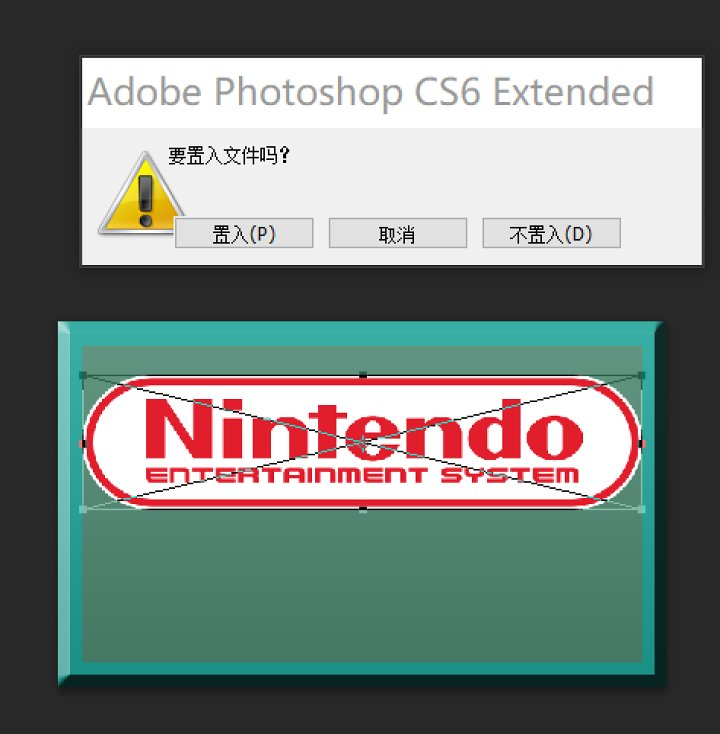 Adobe Photoshop CS6 Extended
要置入文件吗?
置入(P) 取消 不置入(D)
Nintendo
ENTERTAINMENT SYSTEM